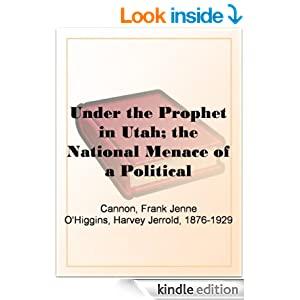 Look inside
Under the Prophet
in Utah; the
National Menace of
a Political
Cannon, Frank Jenne
O'Higgins, Harvey Jerrold, 1876-1929
kindle edition